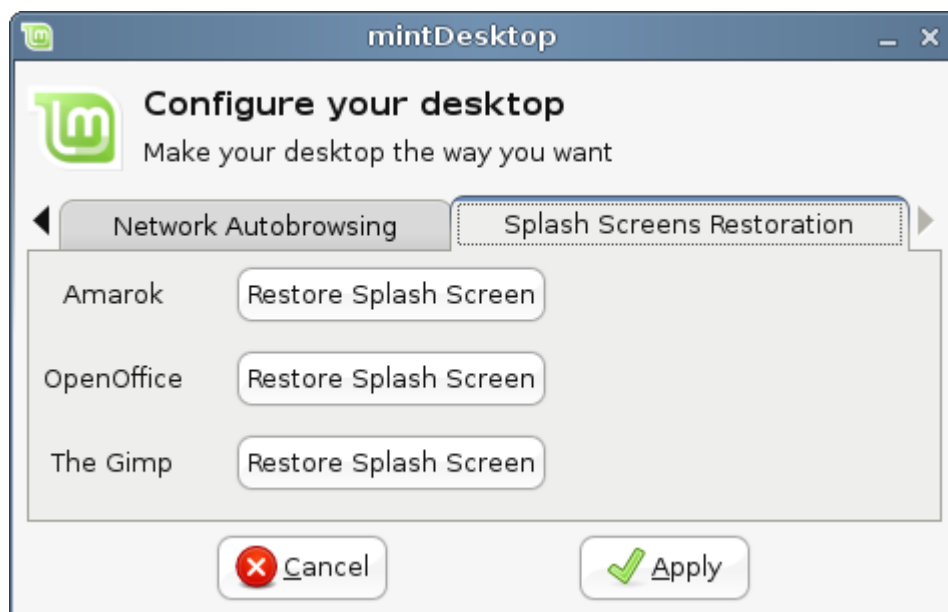 mintDesktop
Configure your desktop
Make your desktop the way you want
Network Autobrowsing Splash Screens Restoration
Amarok Restore Splash Screen
OpenOffice Restore Splash Screen
The Gimp Restore Splash Screen
Cancel Apply